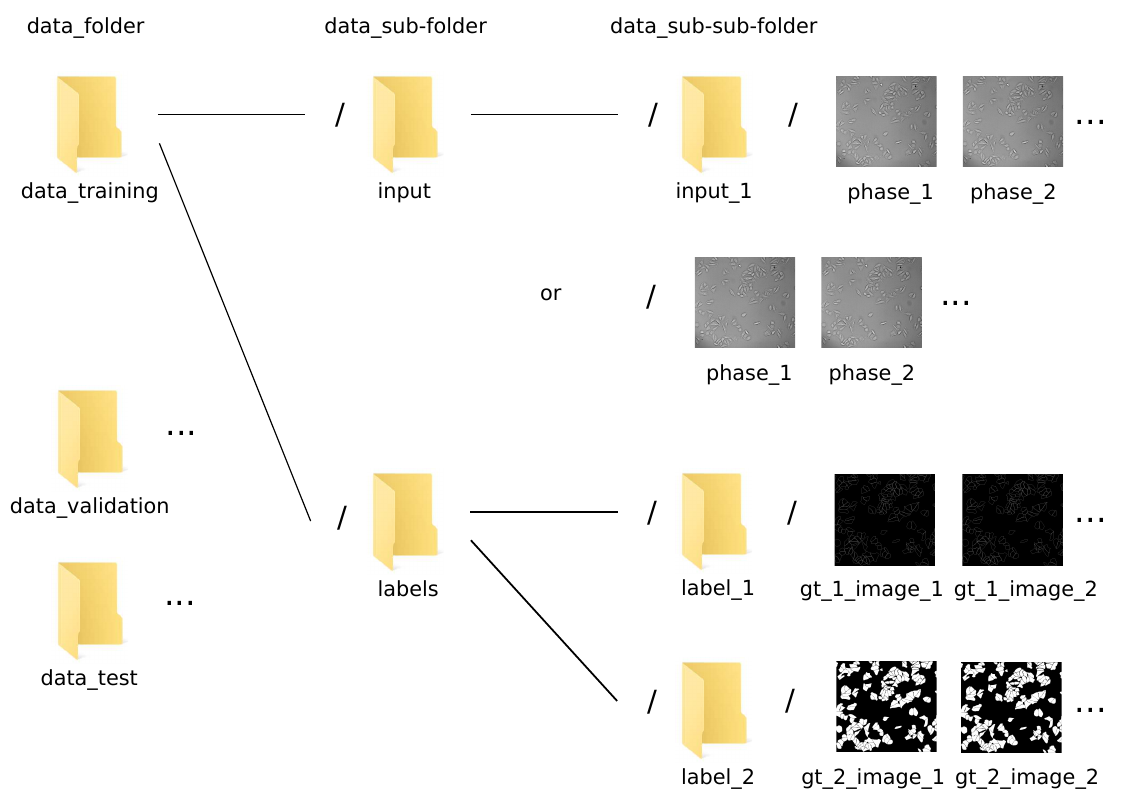 data_folder data_sub-folder data_sub-sub-folder
/ / / ...
data_training input input_1 phase_1 phase_2
or / ...
phase_1 phase_2
...
data_validation
/ / / ...
labels label_1 gt_1_image_1 gt_1_image_2
...
data_test
/ / ...
label_2 gt_2_image_1 gt_2_image_2